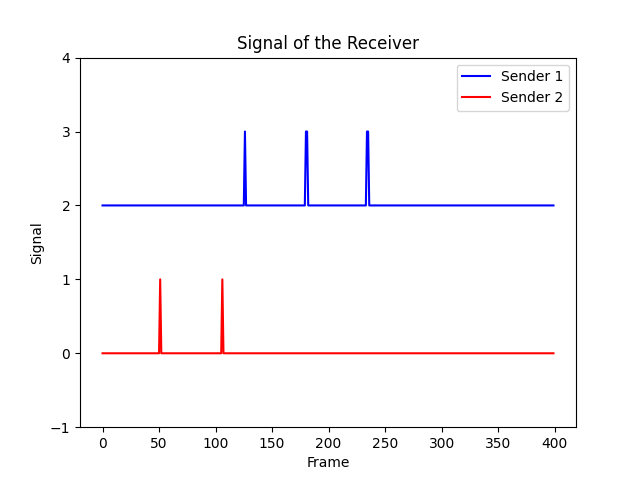 Signal of the Receiver
Sender 1
Sender 2
4
3
2
1
0
−1
Signal
0 50 100 150 200 250 300 350 400
Frame